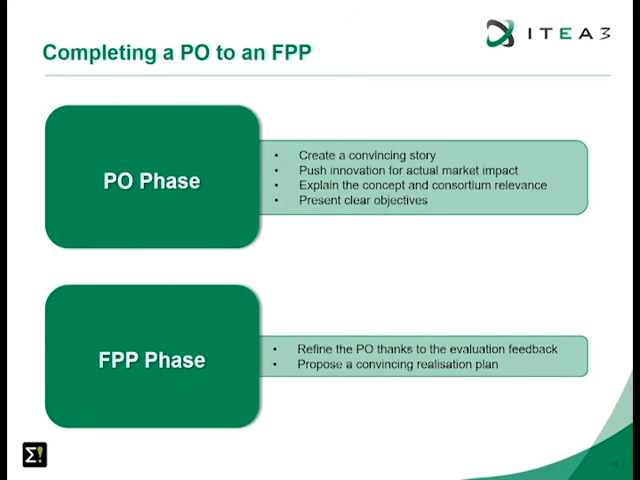 ITEA3
Completing a PO to an FPP
PO Phase
• Create a convincing story
• Push innovation for actual market impact
• Explain the concept and consortium relevance
• Present clear objectives
FPP Phase
• Refine the PO thanks to the evaluation feedback
• Propose a convincing realisation plan
Σ!